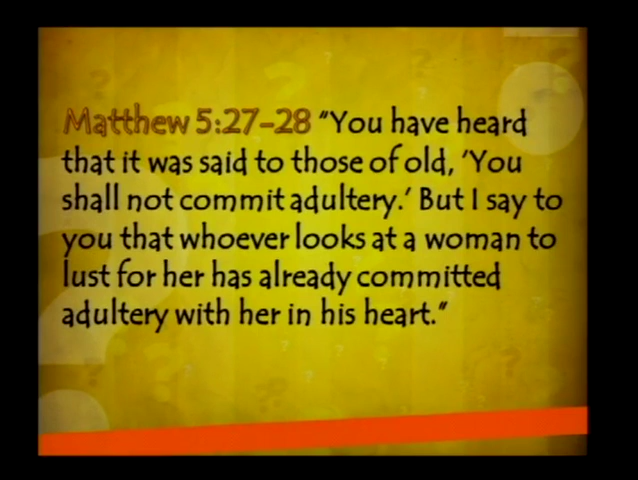 Matthew 5:27-28 "You have heard
that it was said to those of old, 'You
shall not commit adultery.' But I say to
you that whoever looks at a woman to
lust for her has already committed
adultery with her in his heart."